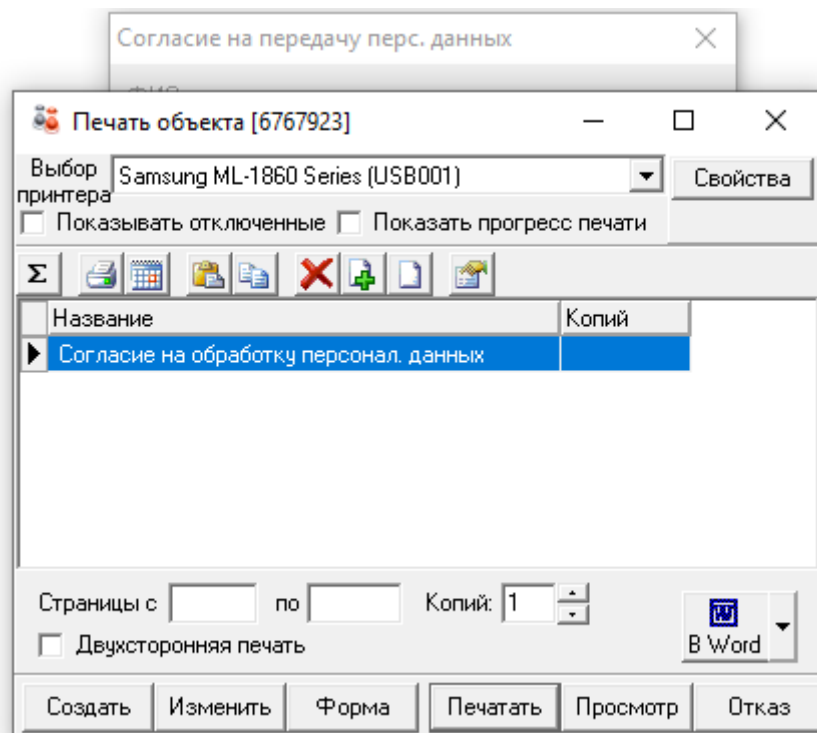 Согласие на передачу перс. данных
Печать объекта [6767923]
Выбор принтера
Samsung ML-1860 Series (USB001)
Свойства
Показывать отключенные
Показать прогресс печати
Σ
Название
Копий
Согласие на обработку персонал. данных
Страницы с
по
Копий: 1
Двухсторонняя печать
В Word
Создать
Изменить
Форма
Печатать
Просмотр
Отказ